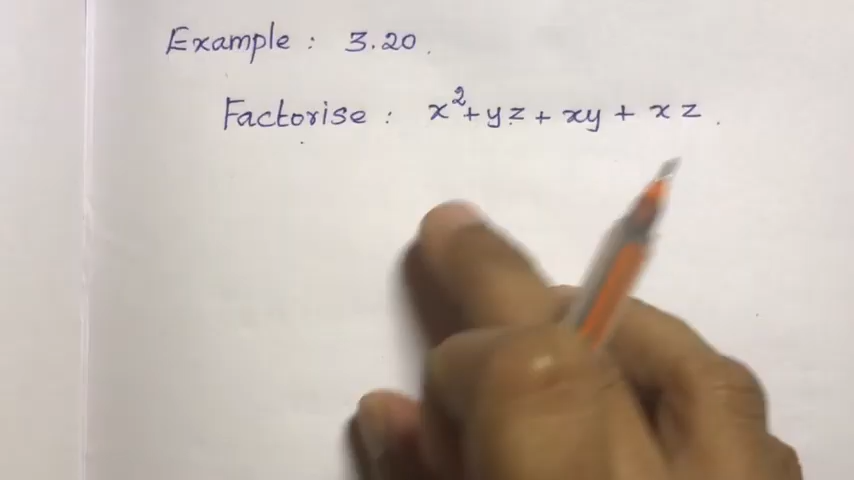 Example : 3.20.
Factorise : x²+yz + xy + xz.